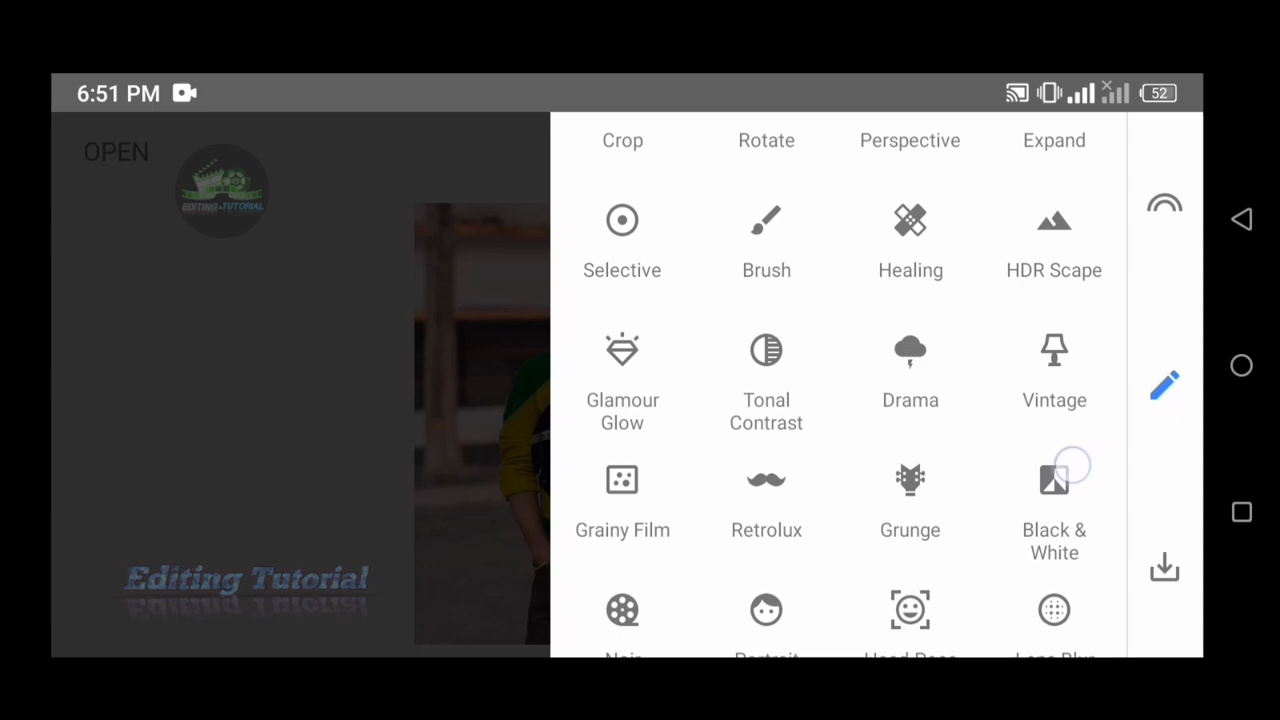 6:51 PM
52
OPEN
EDITING TUTORIAL
Crop Rotate Perspective Expand
Selective Brush Healing HDR Scape
Glamour Glow
Tonal Contrast
Drama Vintage
Grainy Film Retrolux Grunge
Black & White
Editing Tutorial